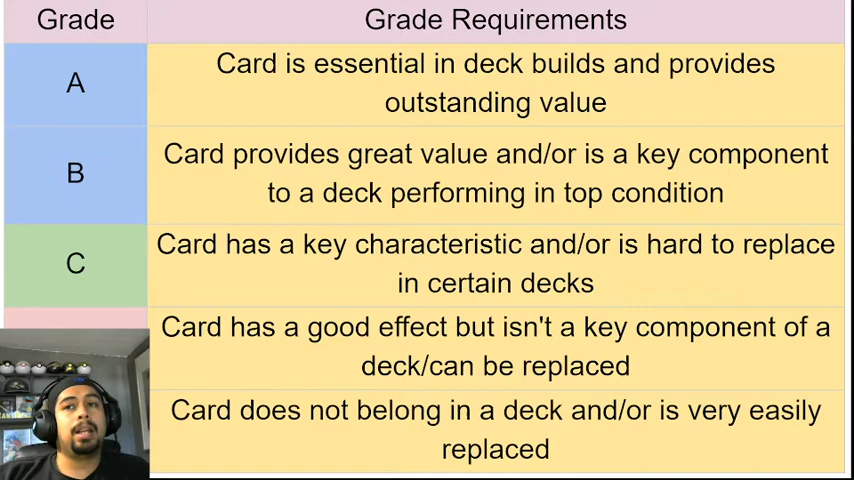 Grade
Grade Requirements
A
Card is essential in deck builds and provides
outstanding value
B
Card provides great value and/or is a key component
to a deck performing in top condition
C
Card has a key characteristic and/or is hard to replace
in certain decks
Card has a good effect but isn't a key component of a
deck/can be replaced
Card does not belong in a deck and/or is very easily
replaced